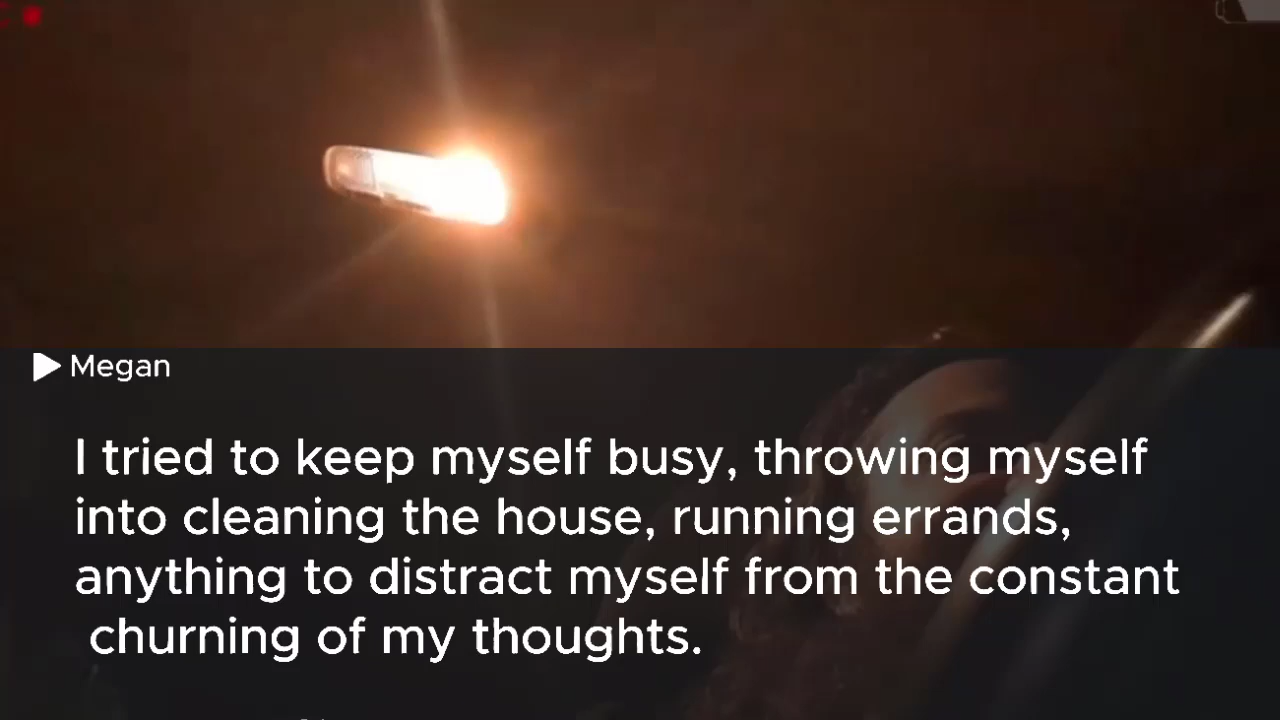 Megan
I tried to keep myself busy, throwing myself
into cleaning the house, running errands,
anything to distract myself from the constant
churning of my thoughts.